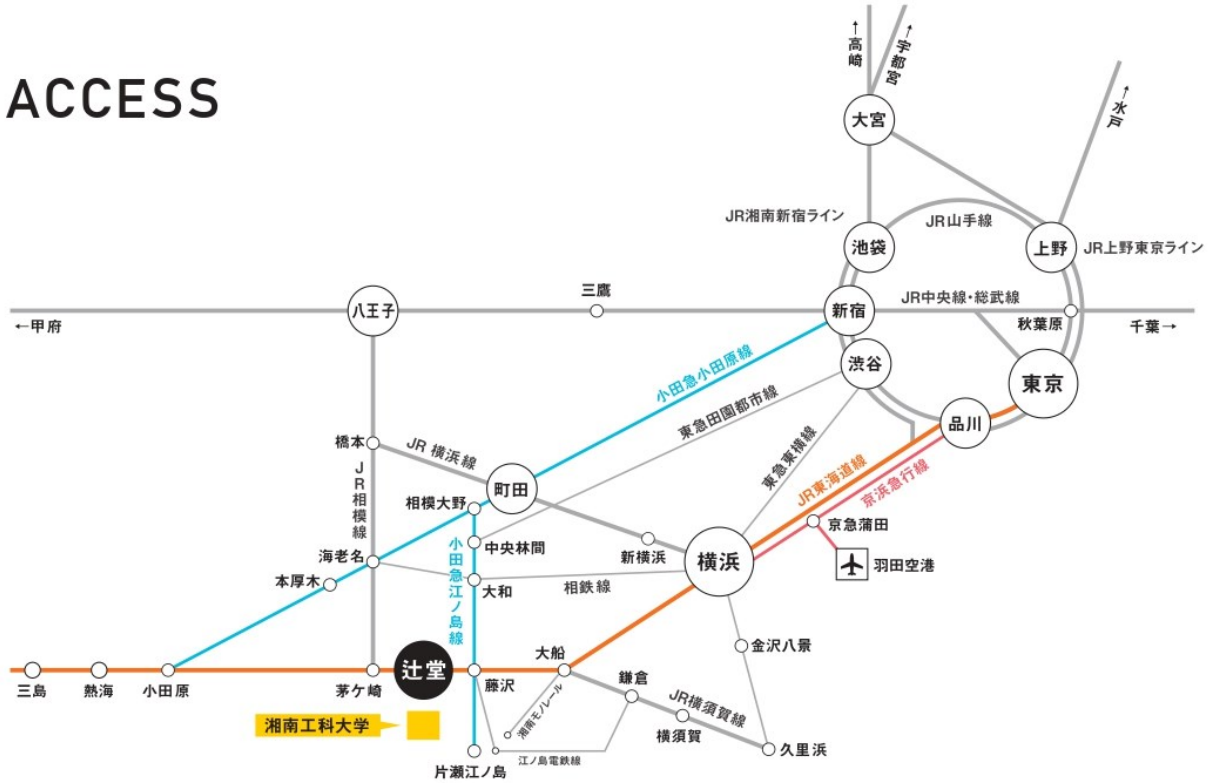 ACCESS
←高崎
←宇都宮
←水戸
大宮
JR湘南新宿ライン
JR山手線
池袋
上野
JR上野東京ライン
三鷹
JR中央線・総武線
八王子
新宿
←甲府
秋葉原
千葉→
渋谷
東京
小田急小田原線
東急田園都市線
品川
橋本
JR横浜線
東急東横線
JR東海道線
京浜急行線
JR相模線
町田
相模大野
京急蒲田
中央林間
新横浜
横浜
海老名
羽田空港
本厚木
大和
相鉄線
小田急江ノ島線
金沢八景
大船
辻堂
三島
熱海
小田原
茅ケ崎
藤沢
鎌倉
JR横須賀線
湘南モノレール
湘南工科大学
横須賀
久里浜
江ノ島電鉄線
片瀬江ノ島